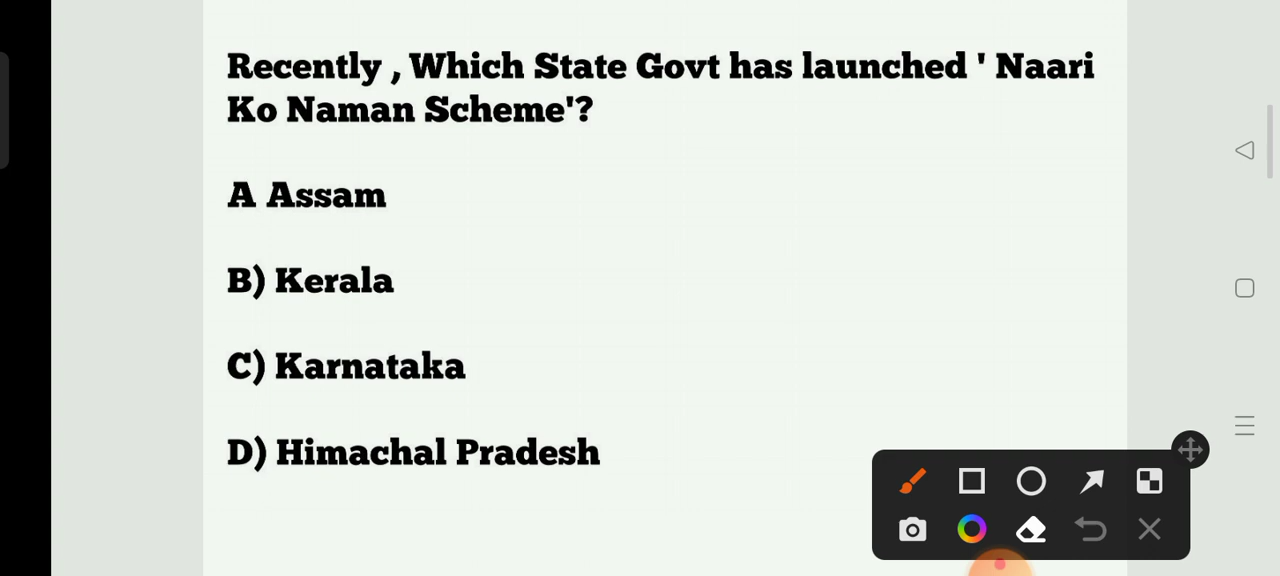 Recently , Which State Govt has launched ' Naari
Ko Naman Scheme'?
A Assam
B) Kerala
C) Karnataka
D) Himachal Pradesh